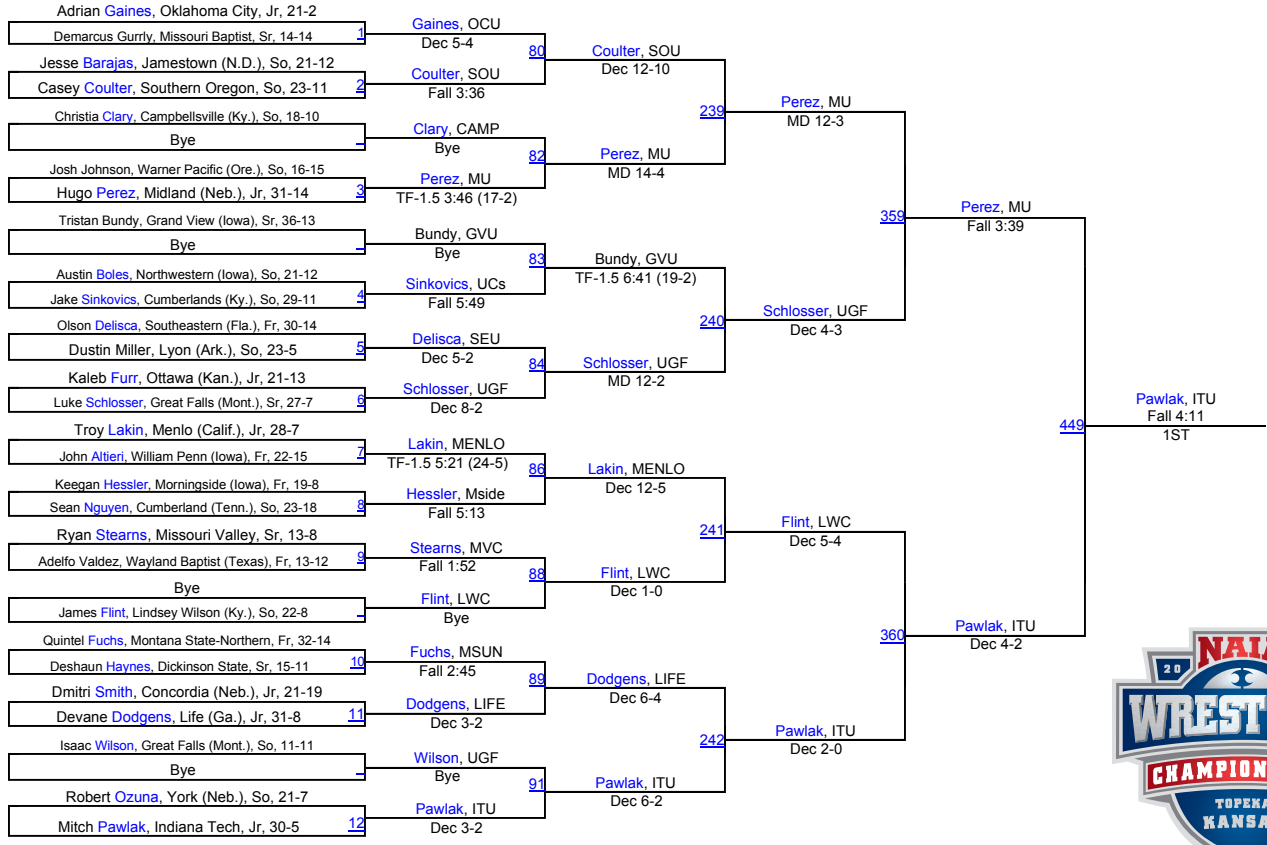 Adrian Gaines, Oklahoma City, Jr, 21-2
Demarcus Gurrly, Missouri Baptist, Sr, 14-14
1
Jesse Barajas, Jamestown (N.D.), So, 21-12
Casey Coulter, Southern Oregon, So, 23-11
2
Christia Clary, Campbellsville (Ky.), So, 18-10
Bye
Josh Johnson, Warner Pacific (Ore.), So, 16-15
Hugo Perez, Midland (Neb.), Jr, 31-14
3
Tristan Bundy, Grand View (Iowa), Sr, 36-13
Bye
Austin Boles, Northwestern (Iowa), So, 21-12
Jake Sinkovics, Cumberlands (Ky.), So, 29-11
4
Olson Delisca, Southeastern (Fla.), Fr, 30-14
Dustin Miller, Lyon (Ark.), So, 23-5
5
Kaleb Furr, Ottawa (Kan.), Jr, 21-13
Luke Schlosser, Great Falls (Mont.), Sr, 27-7
6
Troy Lakin, Menlo (Calif.), Jr, 28-7
John Altieri, William Penn (Iowa), Fr, 22-15
7
Keegan Hessler, Morningside (Iowa), Fr, 19-8
Sean Nguyen, Cumberland (Tenn.), So, 23-18
8
Ryan Stearns, Missouri Valley, Sr, 13-8
Adelfo Valdez, Wayland Baptist (Texas), Fr, 13-12
9
Bye
James Flint, Lindsey Wilson (Ky.), So, 22-8
Quintel Fuchs, Montana State-Northern, Fr, 32-14
Deshaun Haynes, Dickinson State, Sr, 15-11
10
Dmitri Smith, Concordia (Neb.), Jr, 21-19
Devane Dodgens, Life (Ga.), Jr, 31-8
11
Isaac Wilson, Great Falls (Mont.), So, 11-11
Bye
Robert Ozuna, York (Neb.), So, 21-7
Mitch Pawlak, Indiana Tech, Jr, 30-5
12
Gaines, OCU
Dec 5-4
80
Coulter, SOU
Fall 3:36
Clary, CAMP
Bye
82
Perez, MU
TF-1.5 3:46 (17-2)
Bundy, GVU
Bye
83
Sinkovics, UCs
Fall 5:49
Delisca, SEU
Dec 5-2
84
Schlosser, UGF
Dec 8-2
Lakin, MENLO
TF-1.5 5:21 (24-5)
86
Hessler, Mside
Fall 5:13
Stearns, MVC
Fall 1:52
88
Flint, LWC
Bye
Fuchs, MSUN
Fall 2:45
89
Dodgens, LIFE
Dec 3-2
Wilson, UGF
Bye
91
Pawlak, ITU
Dec 3-2
Coulter, SOU
Dec 12-10
239
Perez, MU
MD 14-4
Bundy, GVU
TF-1.5 6:41 (19-2)
240
Schlosser, UGF
MD 12-2
Lakin, MENLO
Dec 12-5
241
Flint, LWC
Dec 1-0
Dodgens, LIFE
Dec 6-4
242
Pawlak, ITU
Dec 6-2
Perez, MU
MD 12-3
359
Schlosser, UGF
Dec 4-3
Flint, LWC
Dec 5-4
360
Pawlak, ITU
Dec 2-0
Perez, MU
Fall 3:39
449
Pawlak, ITU
Dec 4-2
Pawlak, ITU
Fall 4:11
1ST
20
NAI
WREST
CHAMPION
TOPEKA
KANSA